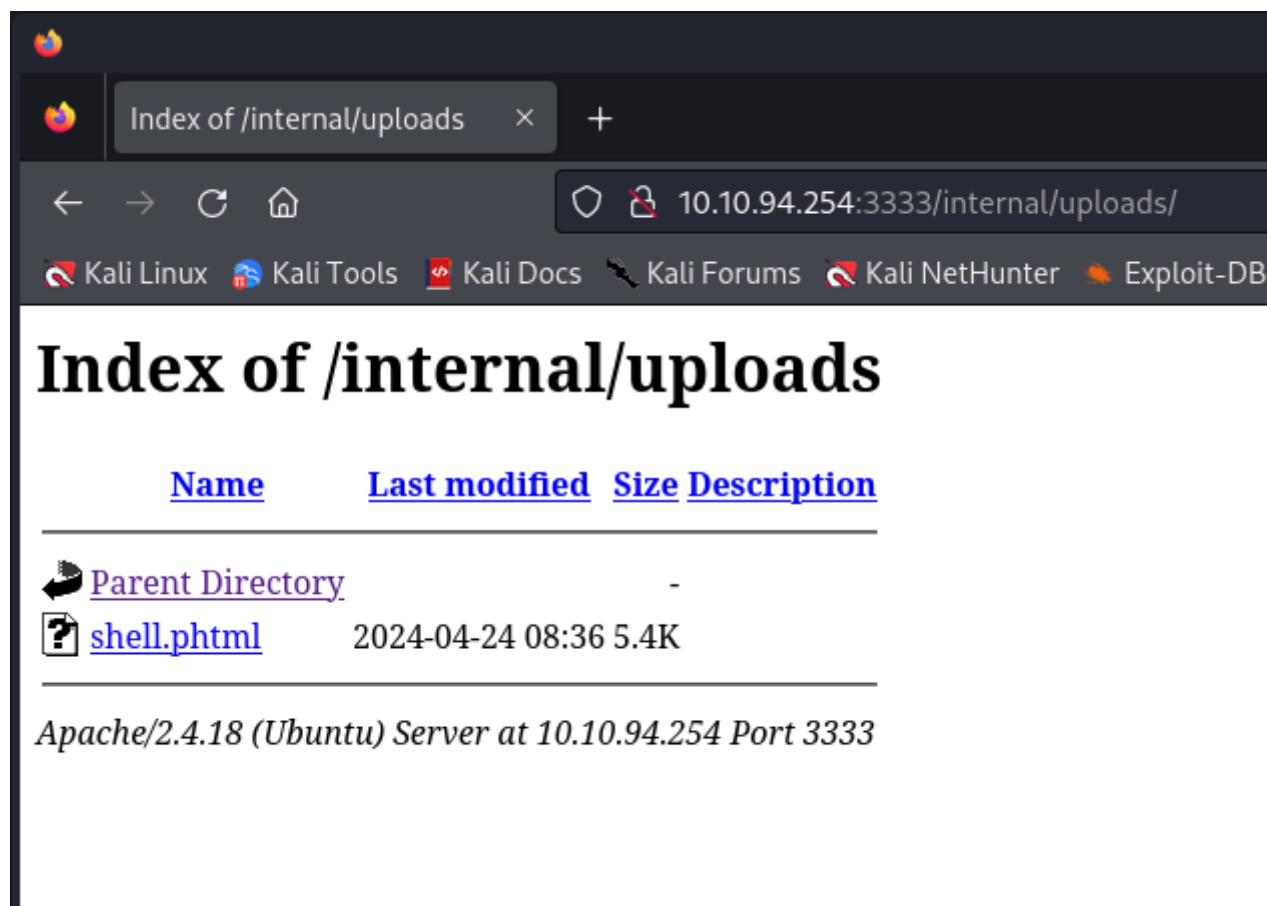 Index of /internal/uploads
10.10.94.254:3333/internal/uploads/
Kali Linux Kali Tools Kali Docs Kali Forums Kali NetHunter Exploit-DB
Index of /internal/uploads
Name Last modified Size Description
Parent Directory -
shell.phtml 2024-04-24 08:36 5.4K
Apache/2.4.18 (Ubuntu) Server at 10.10.94.254 Port 3333